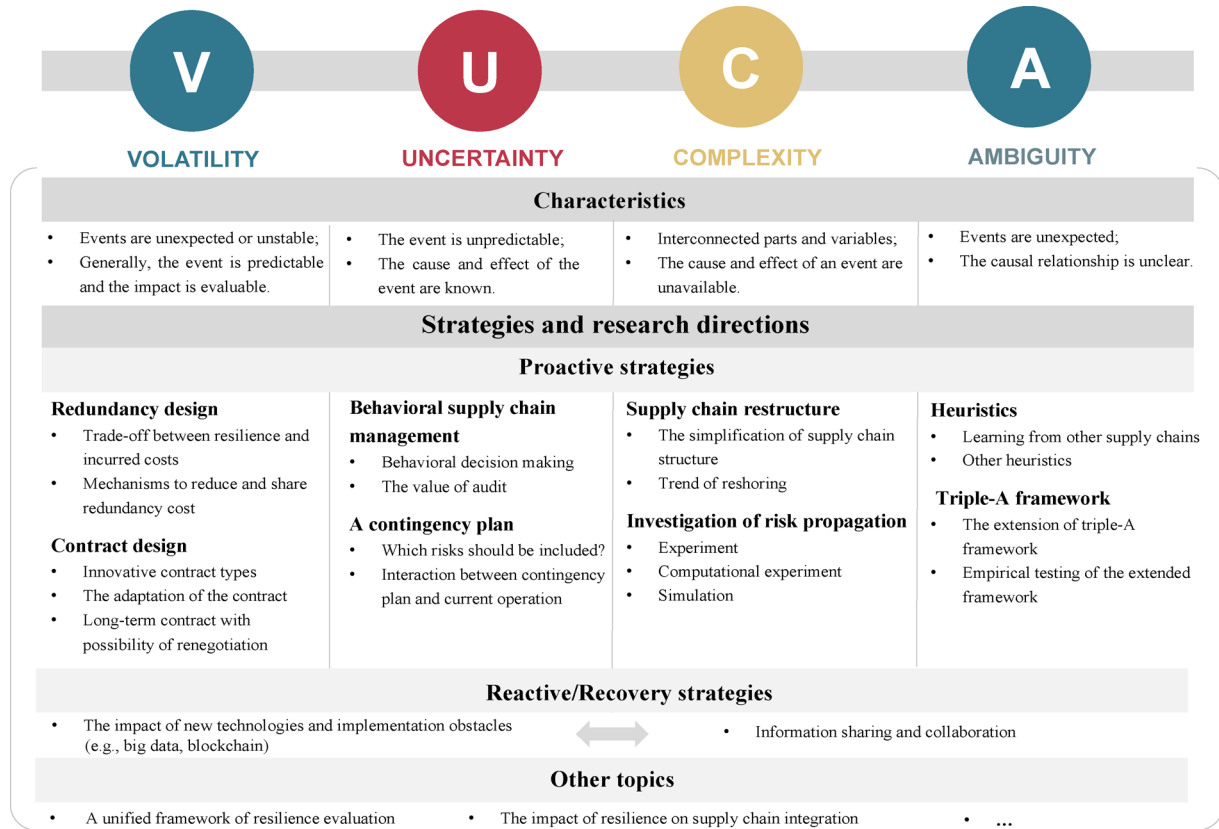 V
U
C
A
VOLATILITY
UNCERTAINTY
COMPLEXITY
AMBIGUITY
Characteristics
• Events are unexpected or unstable;
• Generally, the event is predictable
and the impact is evaluable.
• The event is unpredictable;
• The cause and effect of the
event are known.
• Interconnected parts and variables;
• The cause and effect of an event are
unavailable.
• Events are unexpected;
• The causal relationship is unclear.
Strategies and research directions
Proactive strategies
Redundancy design
• Trade-off between resilience and
incurred costs
• Mechanisms to reduce and share
redundancy cost
Contract design
• Innovative contract types
• The adaptation of the contract
• Long-term contract with
possibility of renegotiation
Behavioral supply chain
management
• Behavioral decision making
• The value of audit
A contingency plan
• Which risks should be included?
• Interaction between contingency
plan and current operation
Supply chain restructure
• The simplification of supply chain
structure
• Trend of reshoring
Investigation of risk propagation
• Experiment
• Computational experiment
• Simulation
Heuristics
• Learning from other supply chains
• Other heuristics
Triple-A framework
• The extension of triple-A
framework
• Empirical testing of the extended
framework
Reactive/Recovery strategies
• The impact of new technologies and implementation obstacles
(e.g., big data, blockchain)
• Information sharing and collaboration
Other topics
• A unified framework of resilience evaluation
• The impact of resilience on supply chain integration
• ...